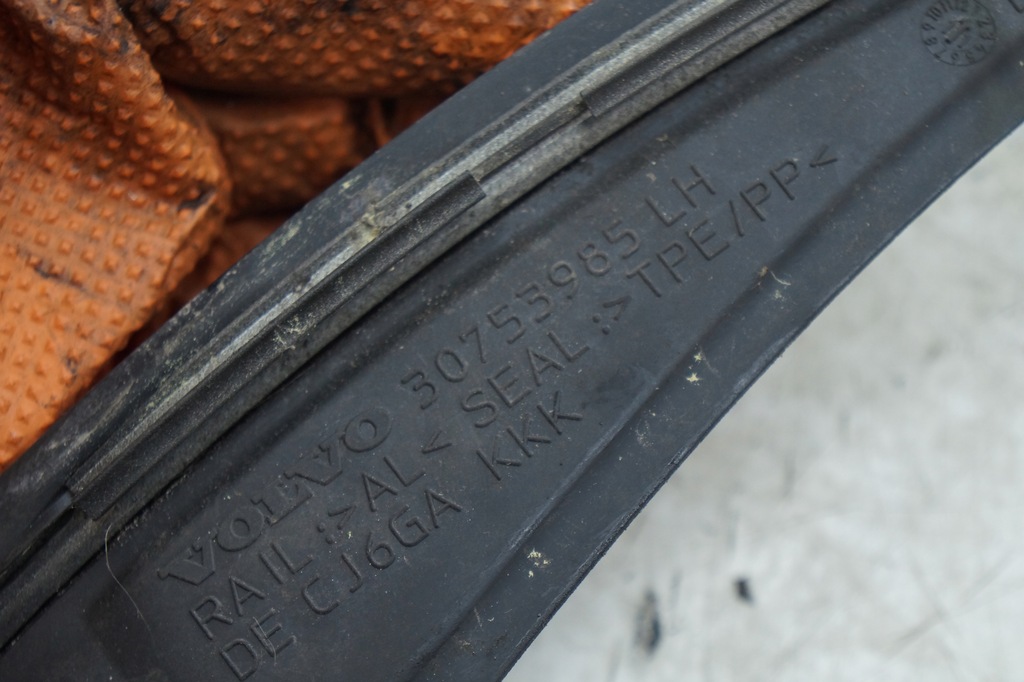 VOLVO 30753985 LH
RAIL :>AL< SEAL :>TPE/PP<
DE CJ6GA KKK